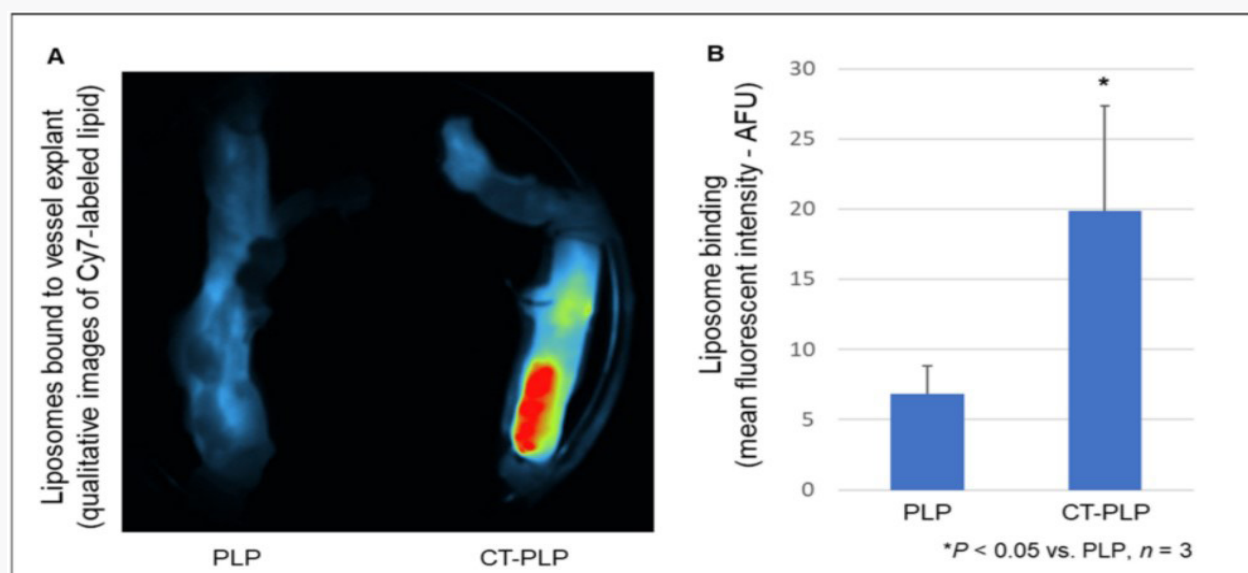 A
Liposomes bound to vessel explant
(qualitative images of Cy7-labeled lipid)
PLP
CT-PLP
B
Liposome binding
(mean fluorescent intensity - AFU)
30
25
20
15
10
5
0
*
PLP
CT-PLP
*P < 0.05 vs. PLP, n = 3